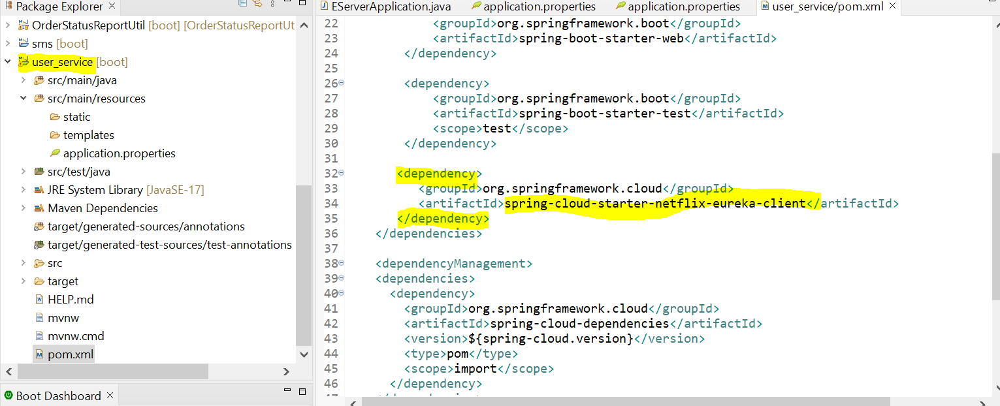 Package Explorer
OrderStatusReportUtil [boot] [OrderStatusReportUt
sms [boot]
user_service [boot]
src/main/java
src/main/resources
static
templates
application.properties
src/test/java
JRE System Library [JavaSE-17]
Maven Dependencies
target/generated-sources/annotations
target/generated-test-sources/test-annotations
src
target
HELP.md
mvnw
mvnw.cmd
pom.xml
Boot Dashboard
EServerApplication.java application.properties application.properties user_service/pom.xml
22 <groupId>org.springframework.boot</groupId>
23 <artifactId>spring-boot-starter-web</artifactId>
24 </dependency>
25
26 <dependency>
27 <groupId>org.springframework.boot</groupId>
28 <artifactId>spring-boot-starter-test</artifactId>
29 <scope>test</scope>
30 </dependency>
31
32 <dependency>
33 <groupId>org.springframework.cloud</groupId>
34 <artifactId>spring-cloud-starter-netflix-eureka-client</artifactId>
35 </dependency>
36 </dependencies>
37
38 <dependencyManagement>
39 <dependencies>
40 <dependency>
41 <groupId>org.springframework.cloud</groupId>
42 <artifactId>spring-cloud-dependencies</artifactId>
43 <version>${spring-cloud.version}</version>
44 <type>pom</type>
45 <scope>import</scope>
46 </dependency>